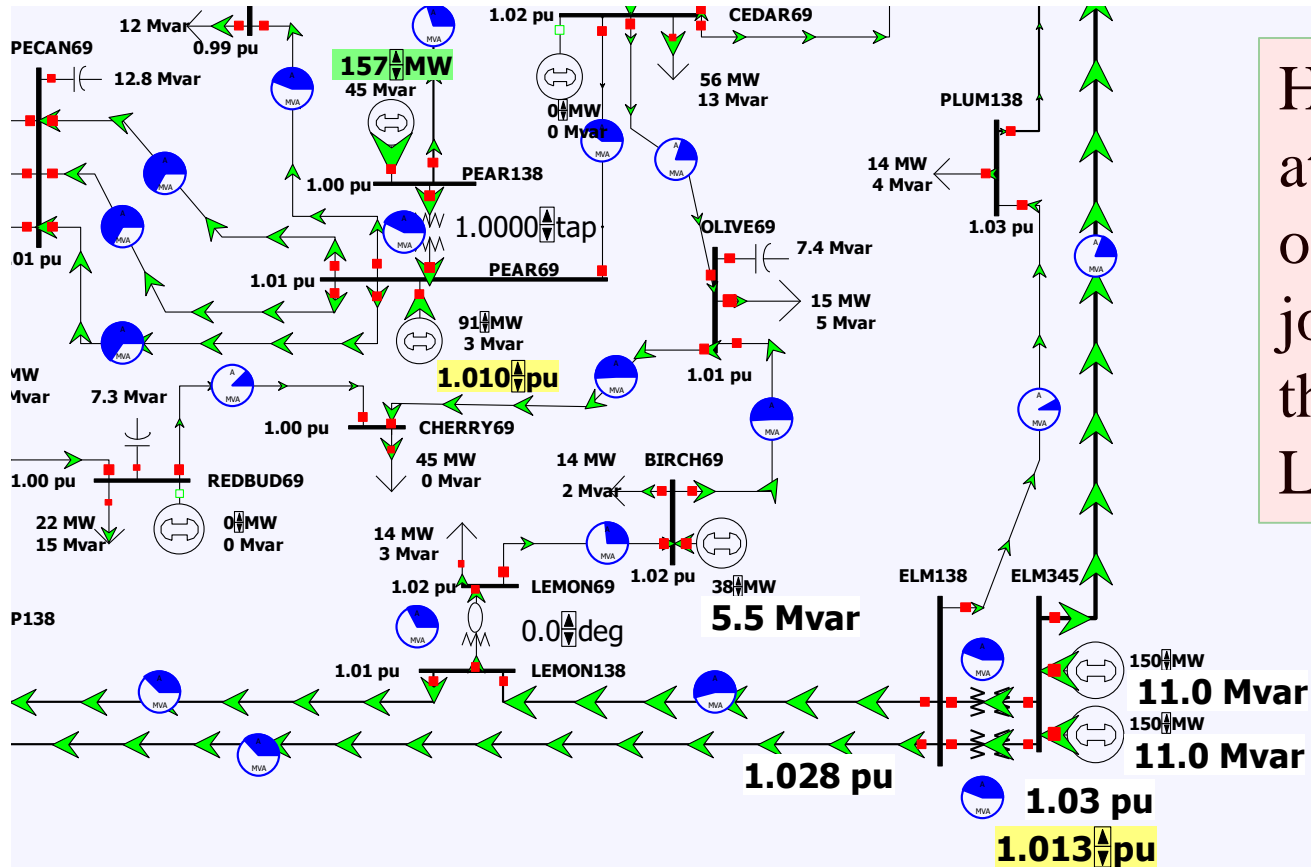 12 Mvar
0.99 pu
PECAN69
12.8 Mvar
.01 pu
157 MW
45 Mvar
A
MVA
1.02 pu
CEDAR69
56 MW
13 Mvar
0 MW
0 Mvar
PEAR138
1.00 pu
1.0000 tap
PEAR69
1.01 pu
91 MW
3 Mvar
1.010 pu
OLIVE69
7.4 Mvar
15 MW
5 Mvar
1.01 pu
PLUM138
14 MW
4 Mvar
1.03 pu
MW
Mvar
7.3 Mvar
1.00 pu
CHERRY69
45 MW
0 Mvar
1.00 pu
REDBUD69
22 MW
15 Mvar
0 MW
0 Mvar
14 MW
2 Mvar
BIRCH69
1.02 pu
38 MW
5.5 Mvar
14 MW
3 Mvar
1.02 pu
LEMON69
0.0 deg
1.01 pu
LEMON138
P138
ELM138
ELM345
150 MW
11.0 Mvar
150 MW
11.0 Mvar
1.028 pu
1.03 pu
1.013 pu
H
a
o
jo
th
L